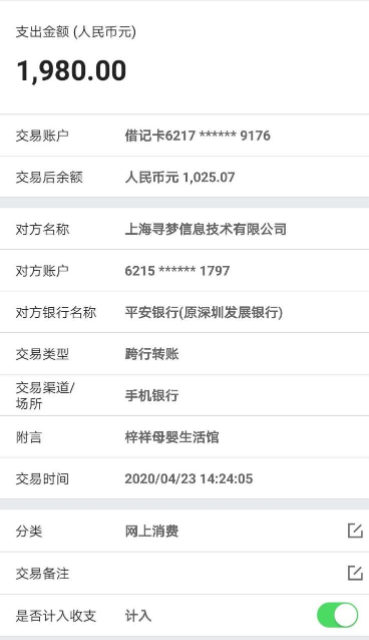 支出金额 (人民币元)
1,980.00
交易账户 借记卡6217 ****** 9176
交易后余额 人民币元 1,025.07
对方名称 上海寻梦信息技术有限公司
对方账户 6215 ****** 1797
对方银行名称 平安银行(原深圳发展银行)
交易类型 跨行转账
交易渠道/
场所 手机银行
附言 梓祥母婴生活馆
交易时间 2020/04/23 14:24:05
分类 网上消费
交易备注
是否计入收支 计入